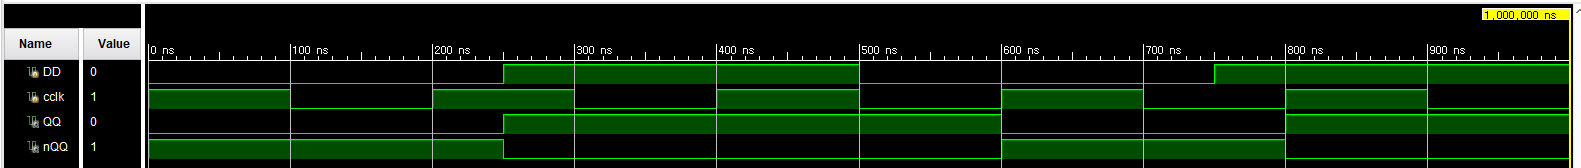 1,000,000 ns
Name Value
0 ns 100 ns 200 ns 300 ns 400 ns 500 ns 600 ns 700 ns 800 ns 900 ns
DD 0
cclk 1
QQ 0
nQQ 1